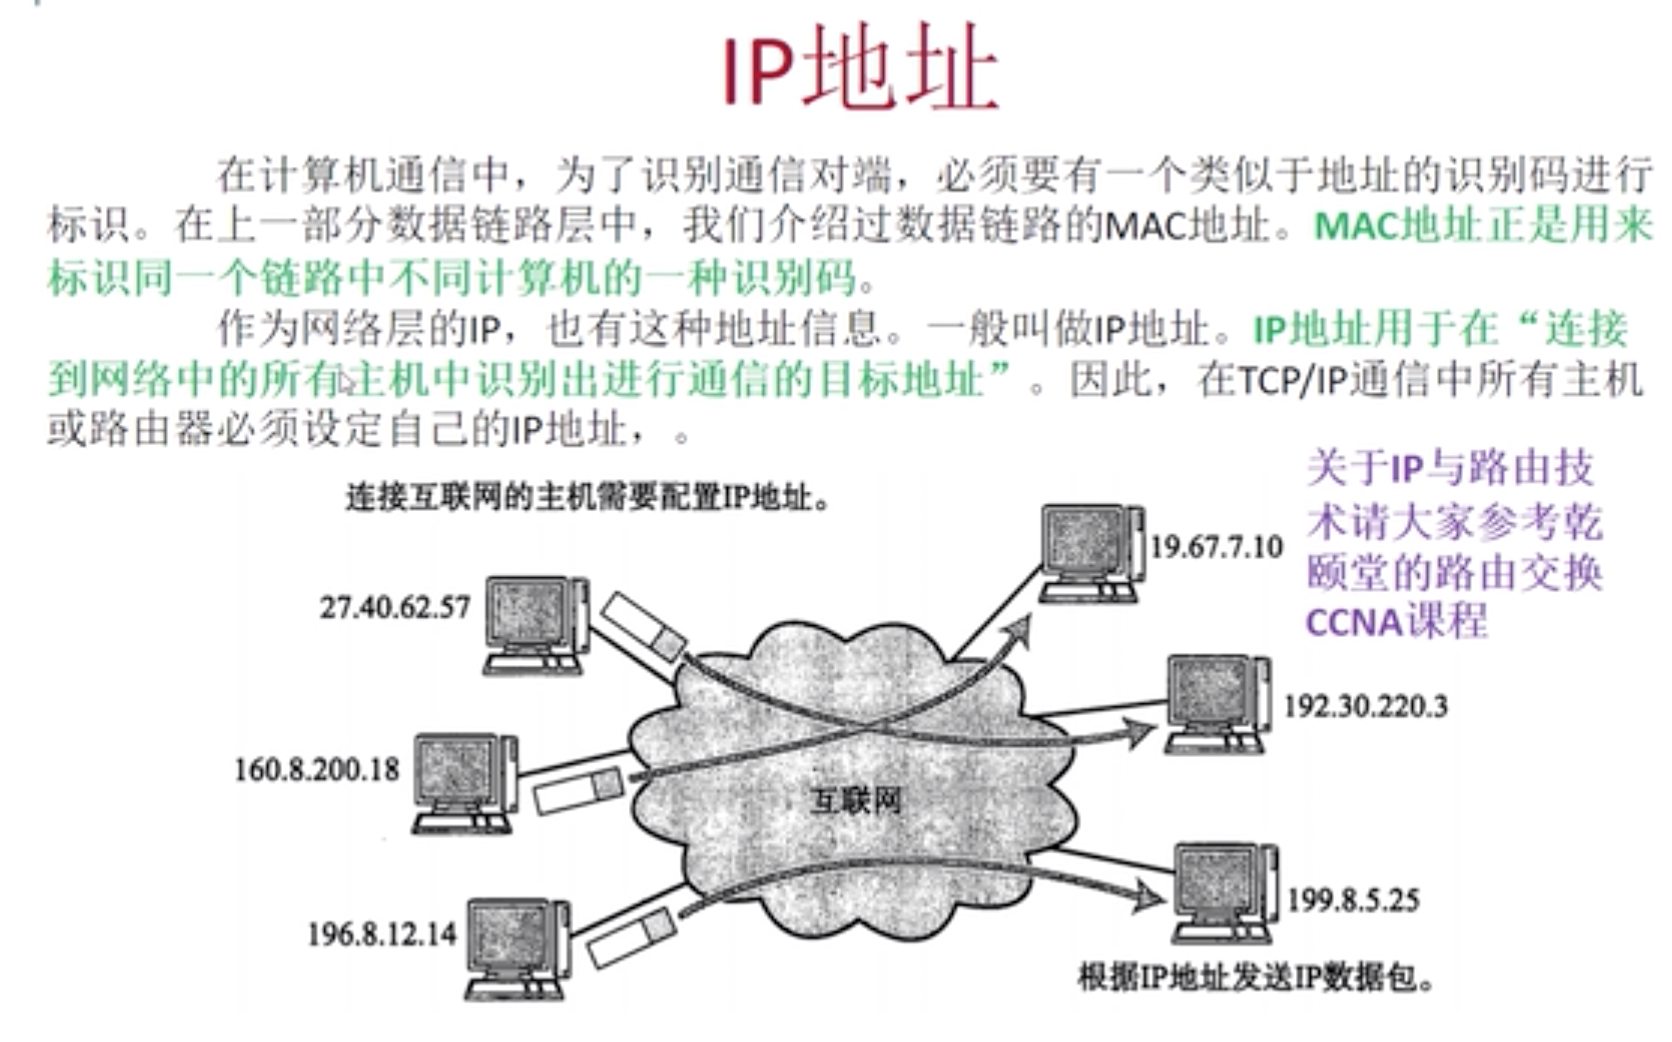 IP地址
在计算机通信中，为了识别通信对端，必须要有一个类似于地址的识别码进行
标识。在上一部分数据链路层中，我们介绍过数据链路的MAC地址。MAC地址正是用来
标识同一个链路中不同计算机的一种识别码。
作为网络层的IP，也有这种地址信息。一般叫做IP地址。IP地址用于在“连接
到网络中的所有主机中识别出进行通信的目标地址”。因此，在TCP/IP通信中所有主机
或路由器必须设定自己的IP地址，。
关于IP与路由技
术请大家参考乾
颐堂的路由交换
CCNA课程
连接互联网的主机需要配置IP地址。
19.67.7.10
27.40.62.57
192.30.220.3
160.8.200.18
互联网
199.8.5.25
196.8.12.14
根据IP地址发送IP数据包。